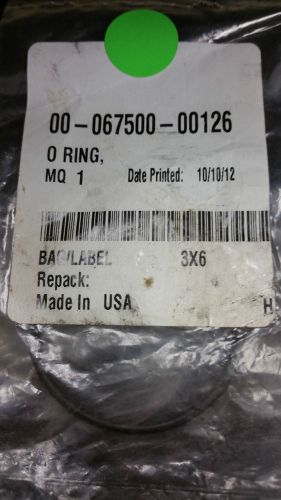 00-067500-00126
O RING,
MQ 1 Date Printed: 10/10/12
BAG/LABEL 3X6
Repack:
Made In USA H